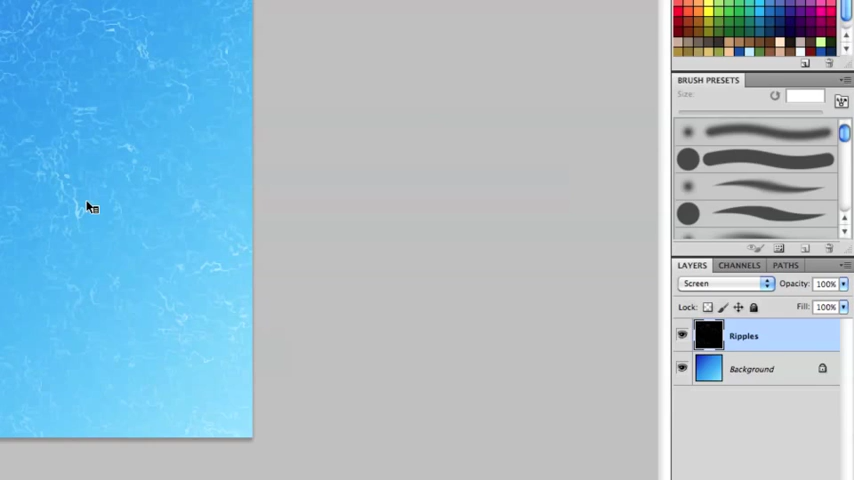 BRUSH PRESETS
Size:
LAYERS CHANNELS PATHS
Screen Opacity: 100%
Lock: Fill: 100%
Ripples
Background